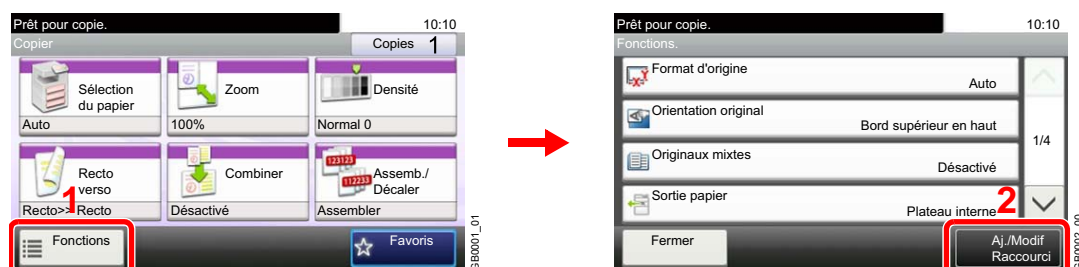 Prêt pour copie.
10:10
Copier
Copies 1
Sélection
du papier
Auto
Zoom
100%
Densité
Normal 0
Recto
verso
Recto>> Recto
Combiner
Désactivé
123123
112233
Assemb./
Décaler
Assembler
1
Fonctions
Favoris
GB0001_01
Prêt pour copie.
10:10
Fonctions.
Format d'origine
Auto
Orientation original
Bord supérieur en haut
1/4
Originaux mixtes
Désactivé
Sortie papier
Plateau interne
2
Fermer
Aj./Modif
Raccourci